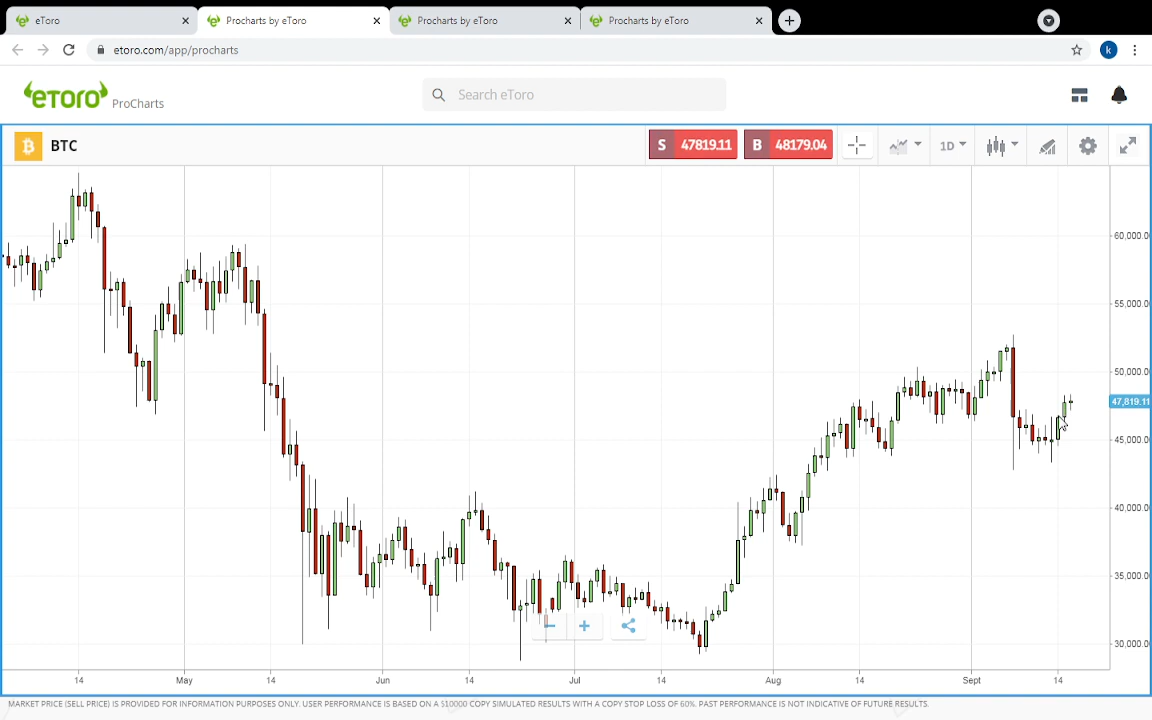 eToro
Procharts by eToro
Procharts by eToro
Procharts by eToro
etoro.com/app/procharts
k
eToro ProCharts
Search eToro
BTC
S 47819.11
B 48179.04
1D
60,000.0
55,000.0
50,000.0
47,819.11
45,000.0
40,000.0
35,000.0
30,000.0
14 May 14 Jun 14 Jul 14 Aug 14 Sept 14
MARKET PRICE (SELL PRICE) IS PROVIDED FOR INFORMATION PURPOSES ONLY. USER PERFORMANCE IS BASED ON A $10000 COPY SIMULATED RESULTS WITH A COPY STOP LOSS OF 60%. PAST PERFORMANCE IS NOT INDICATIVE OF FUTURE RESULTS.